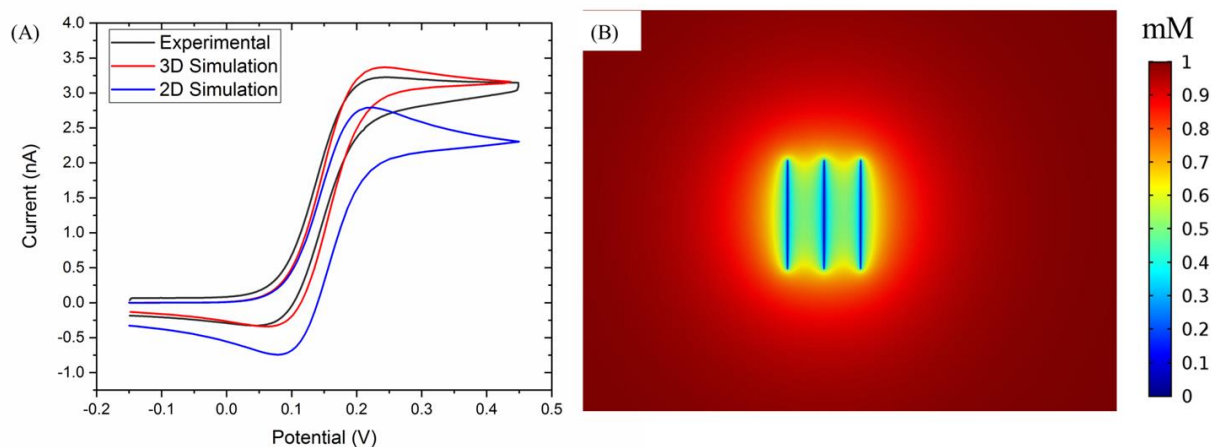 (A)
4.0
3.5
3.0
2.5
2.0
1.5
1.0
0.5
0.0
-0.5
-1.0
Current (nA)
Experimental
3D Simulation
2D Simulation
-0.2 -0.1 0.0 0.1 0.2 0.3 0.4 0.5
Potential (V)
(B)
mM
1
0.9
0.8
0.7
0.6
0.5
0.4
0.3
0.2
0.1
0